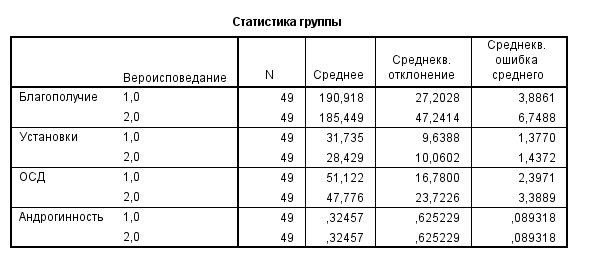 Статистика группы
Вероисповедание N Среднее Среднекв. отклонение Среднекв. ошибка среднего
Благополучие 1,0 49 190,918 27,2028 3,8861
2,0 49 185,449 47,2414 6,7488
Установки 1,0 49 31,735 9,6388 1,3770
2,0 49 28,429 10,0602 1,4372
ОСД 1,0 49 51,122 16,7800 2,3971
2,0 49 47,776 23,7226 3,3889
Андрогинность 1,0 49 ,32457 ,625229 ,089318
2,0 49 ,32457 ,625229 ,089318